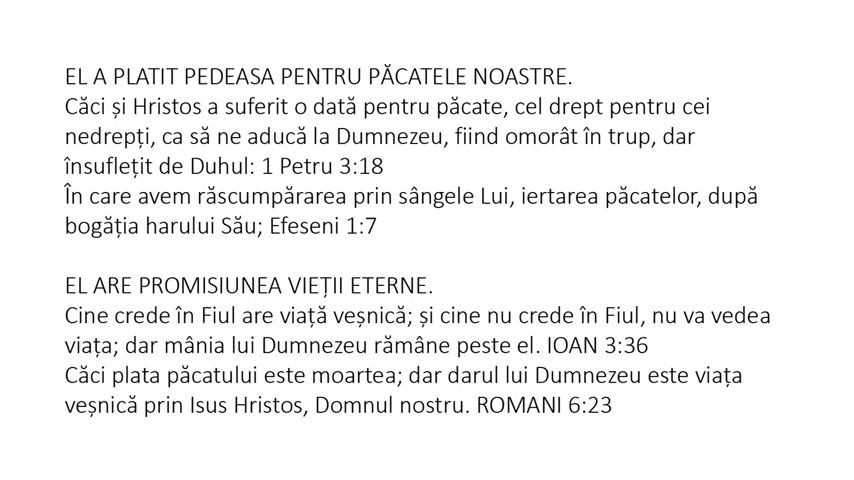 EL A PLATIT PEDEASA PENTRU PĂCATELE NOASTRE.
Căci și Hristos a suferit o dată pentru păcate, cel drept pentru cei
nedrepți, ca să ne aducă la Dumnezeu, fiind omorât în trup, dar
însuflețit de Duhul: 1 Petru 3:18
În care avem răscumpărarea prin sângele Lui, iertarea păcatelor, după
bogăția harului Său; Efeseni 1:7
EL ARE PROMISIUNEA VIEȚII ETERNE.
Cine crede în Fiul are viață veșnică; și cine nu crede în Fiul, nu va vedea
viața; dar mânia lui Dumnezeu rămâne peste el. IOAN 3:36
Căci plata păcatului este moartea; dar darul lui Dumnezeu este viața
veșnică prin Isus Hristos, Domnul nostru. ROMANI 6:23